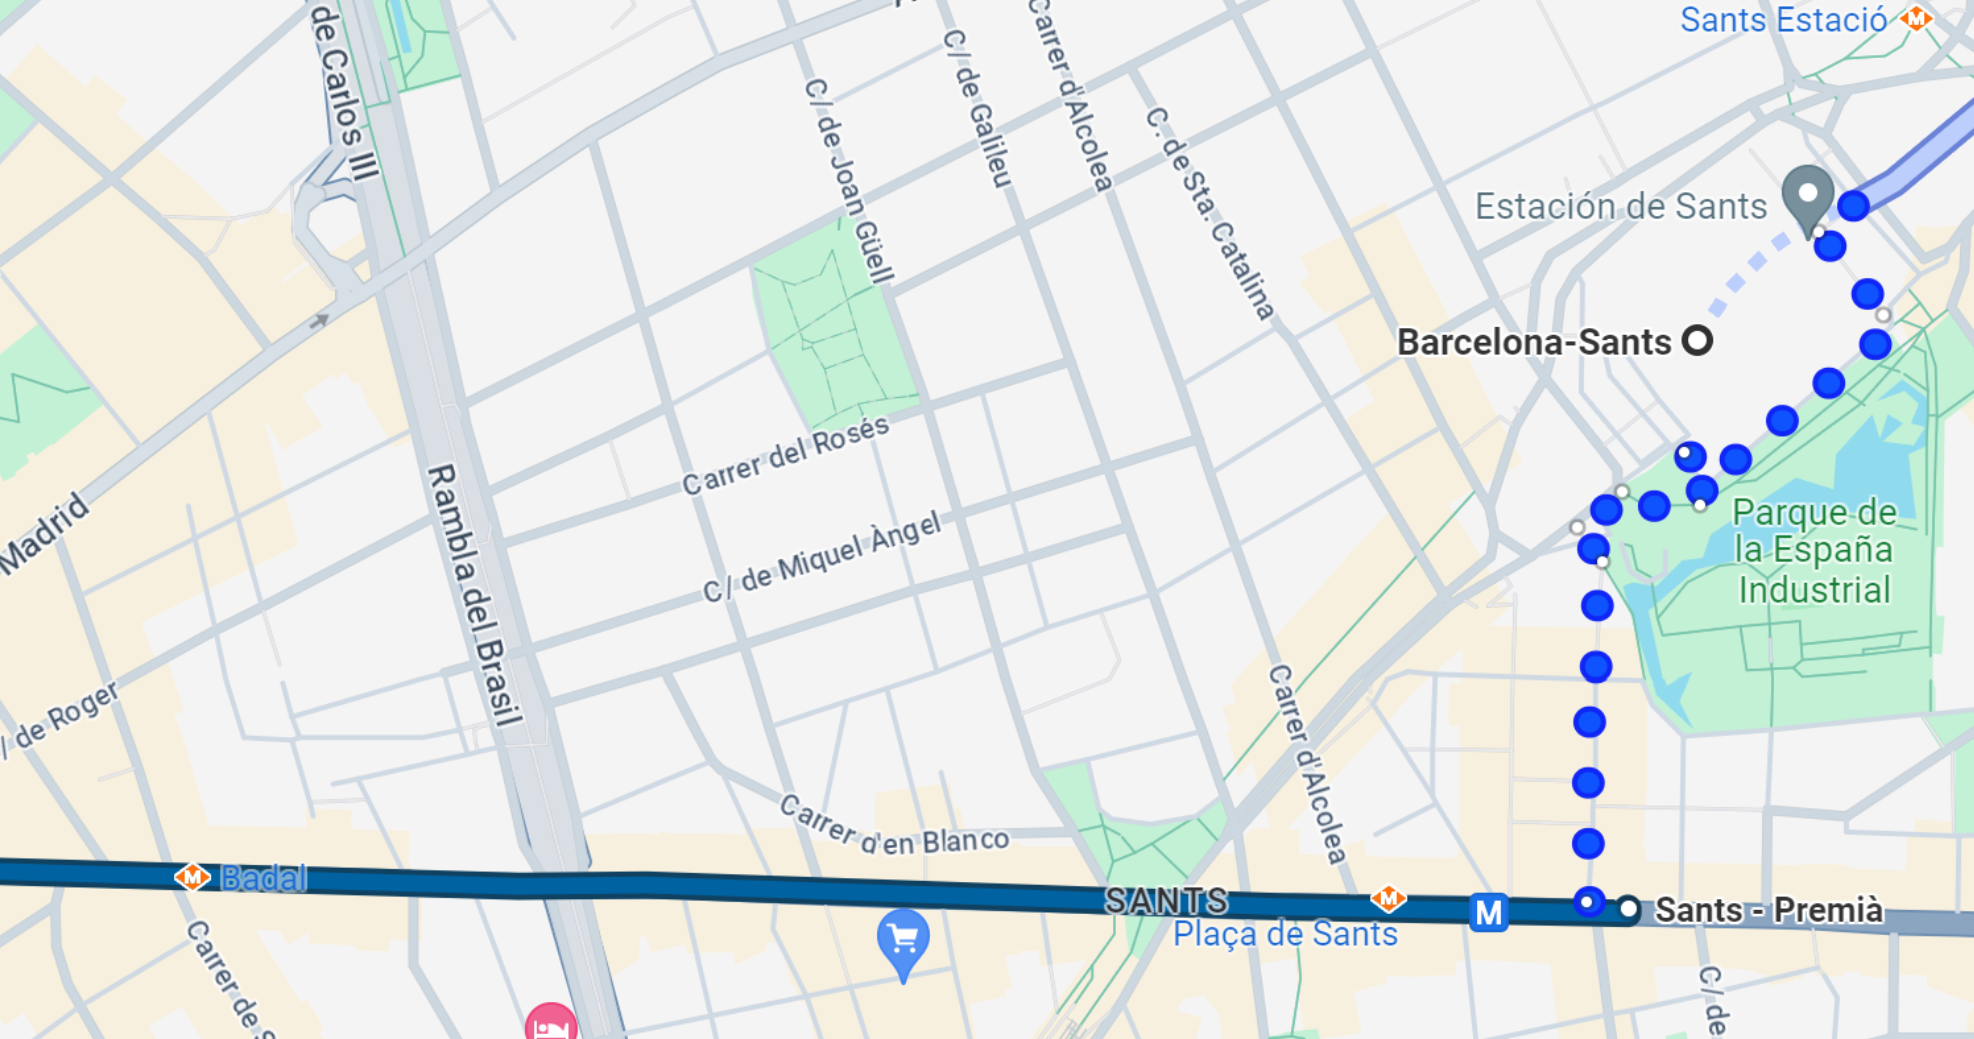 Sants Estació
M
de Carlos III
C/ de Joan Güell
C/ de Galileu
Carrer d'Alcolea
C. de Sta. Catalina
Estación de Sants
Barcelona-Sants
Carrer del Rosés
C/ de Miquel Àngel
Madrid
Rambla del Brasil
Parque de
la España
Industrial
/ de Roger
Carrer d'Alcolea
Carrer d'en Blanco
M
Badal
SANTS
M
M
Sants - Premià
Plaça de Sants
Carrer de S
C/ de